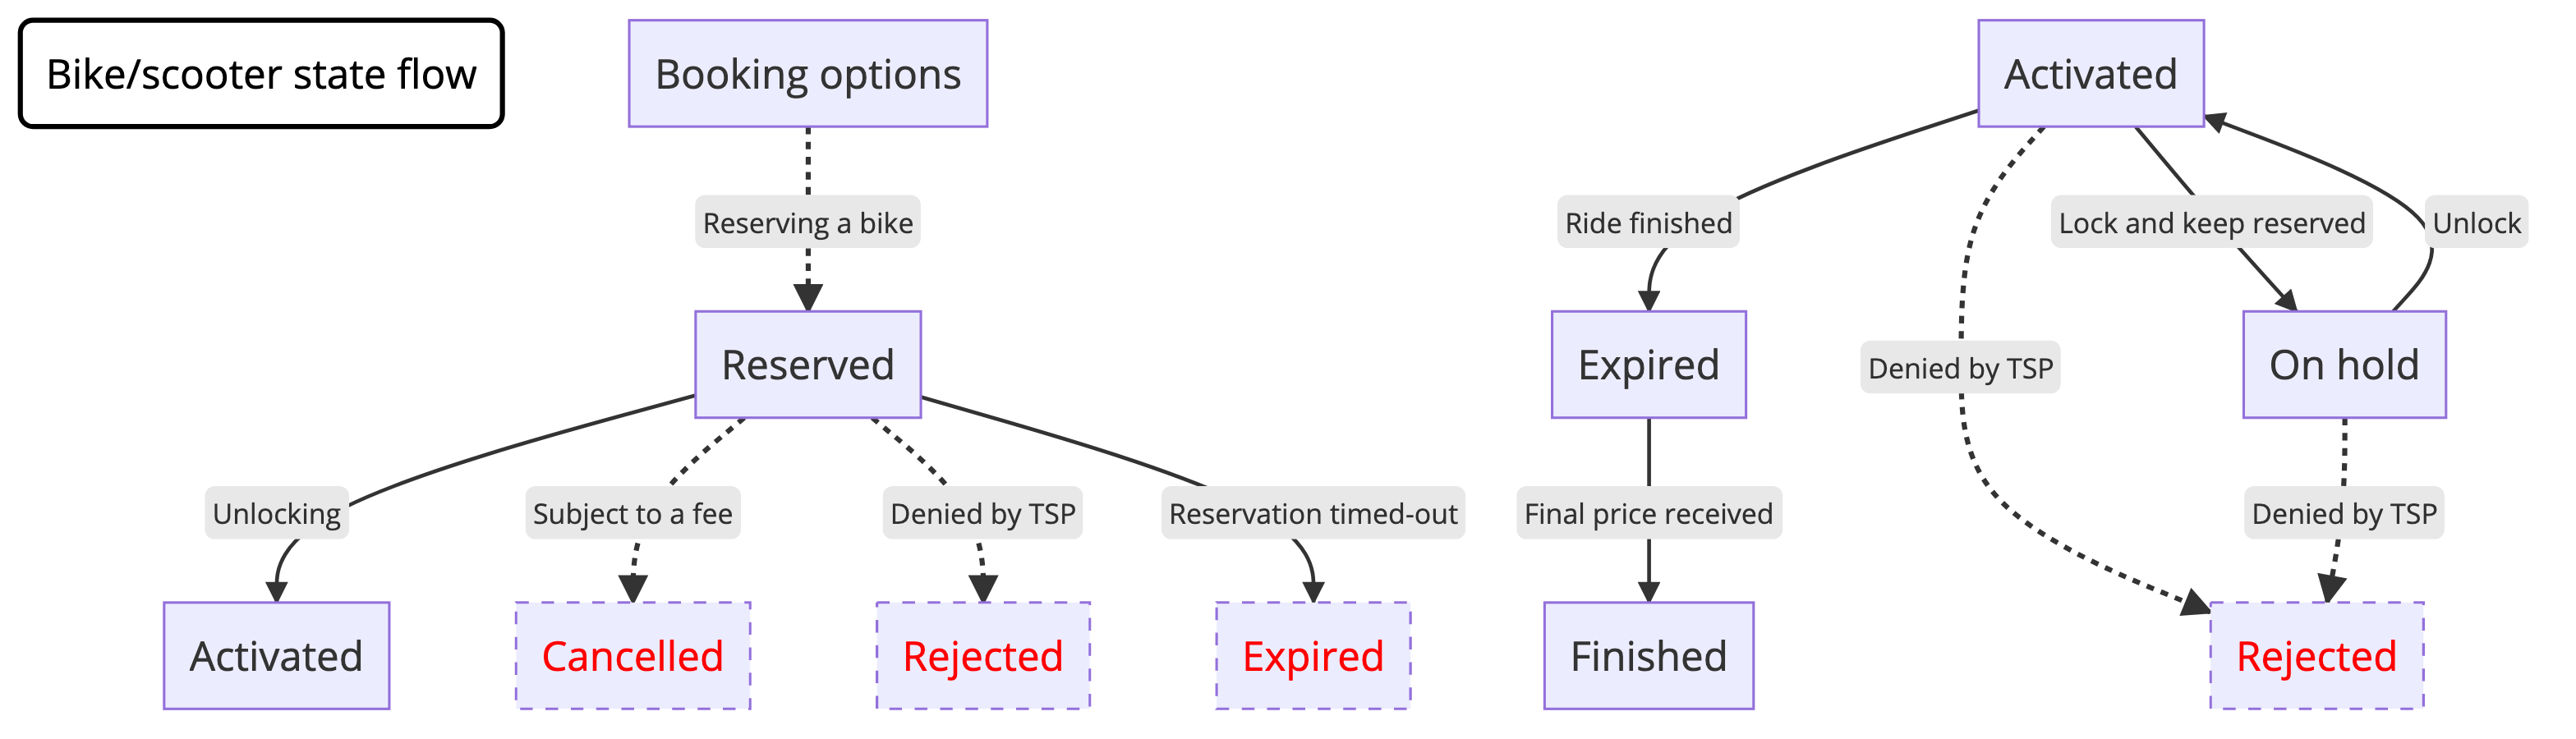 Bike/scooter state flow
Booking options
Reserving a bike
Reserved
Unlocking
Subject to a fee
Denied by TSP
Reservation timed-out
Activated
Cancelled
Rejected
Expired
Activated
Ride finished
Lock and keep reserved
Unlock
Expired
Denied by TSP
On hold
Final price received
Denied by TSP
Finished
Rejected